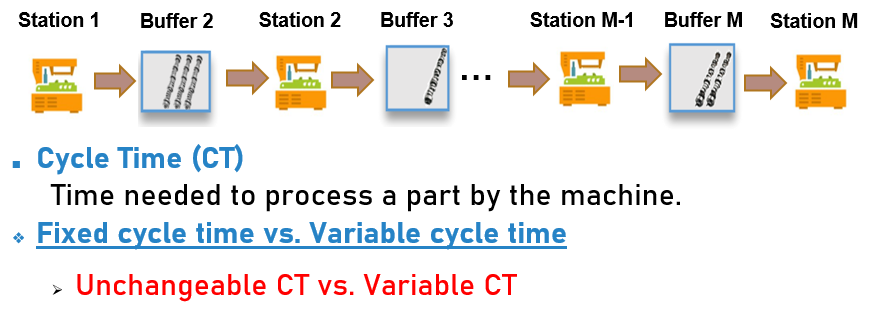 Station 1 Buffer 2 Station 2 Buffer 3 Station M-1 Buffer M Station M
...
▪ Cycle Time (CT)
Time needed to process a part by the machine.
❖ Fixed cycle time vs. Variable cycle time
➢ Unchangeable CT vs. Variable CT